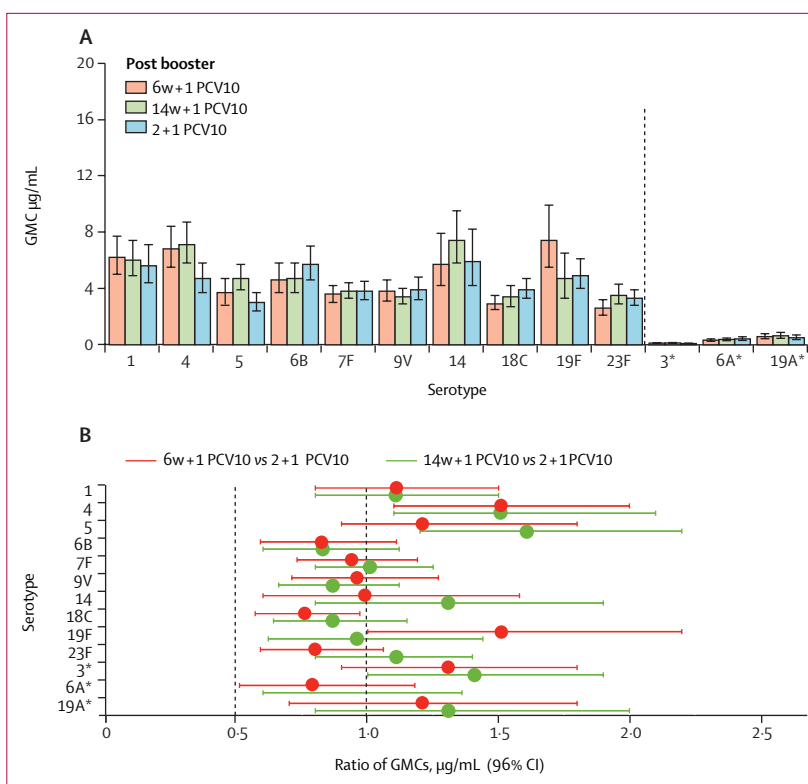 A
Post booster
6w+1 PCV10
14w+1 PCV10
2+1 PCV10
20
16
12
8
4
0
GMC µg/mL
1 4 5 6B 7F 9V 14 18C 19F 23F 3* 6A* 19A*
Serotype
B
6w+1 PCV10 vs 2+1 PCV10 14w+1 PCV10 vs 2+1 PCV10
Serotype
1
4
5
6B
7F
9V
14
18C
19F
23F
3*
6A*
19A*
0 0·5 1·0 1·5 2·0 2·5
Ratio of GMCs, µg/mL (96% CI)